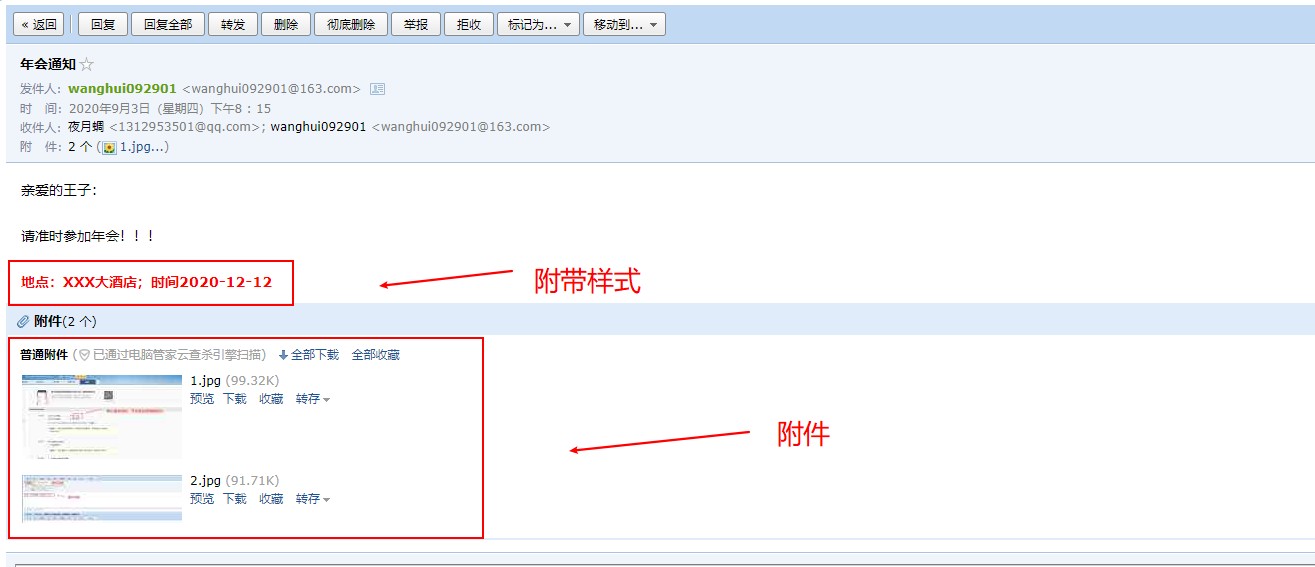 « 返回 回复 回复全部 转发 删除 彻底删除 举报 拒收 标记为... 移动到...
年会通知
发件人： wanghui092901 <wanghui092901@163.com>
时 间： 2020年9月3日（星期四）下午8：15
收件人： 夜月蝴 <1312953501@qq.com>; wanghui092901 <wanghui092901@163.com>
附 件： 2 个 ( 1.jpg...)
亲爱的王子：
请准时参加年会！！！
地点：XXX大酒店；时间2020-12-12
附带样式
附件(2 个)
普通附件 ( 已通过电脑管家云查杀引擎扫描) 全部下载 全部收藏
1.jpg (99.32K)
预览 下载 收藏 转存
附件
2.jpg (91.71K)
预览 下载 收藏 转存